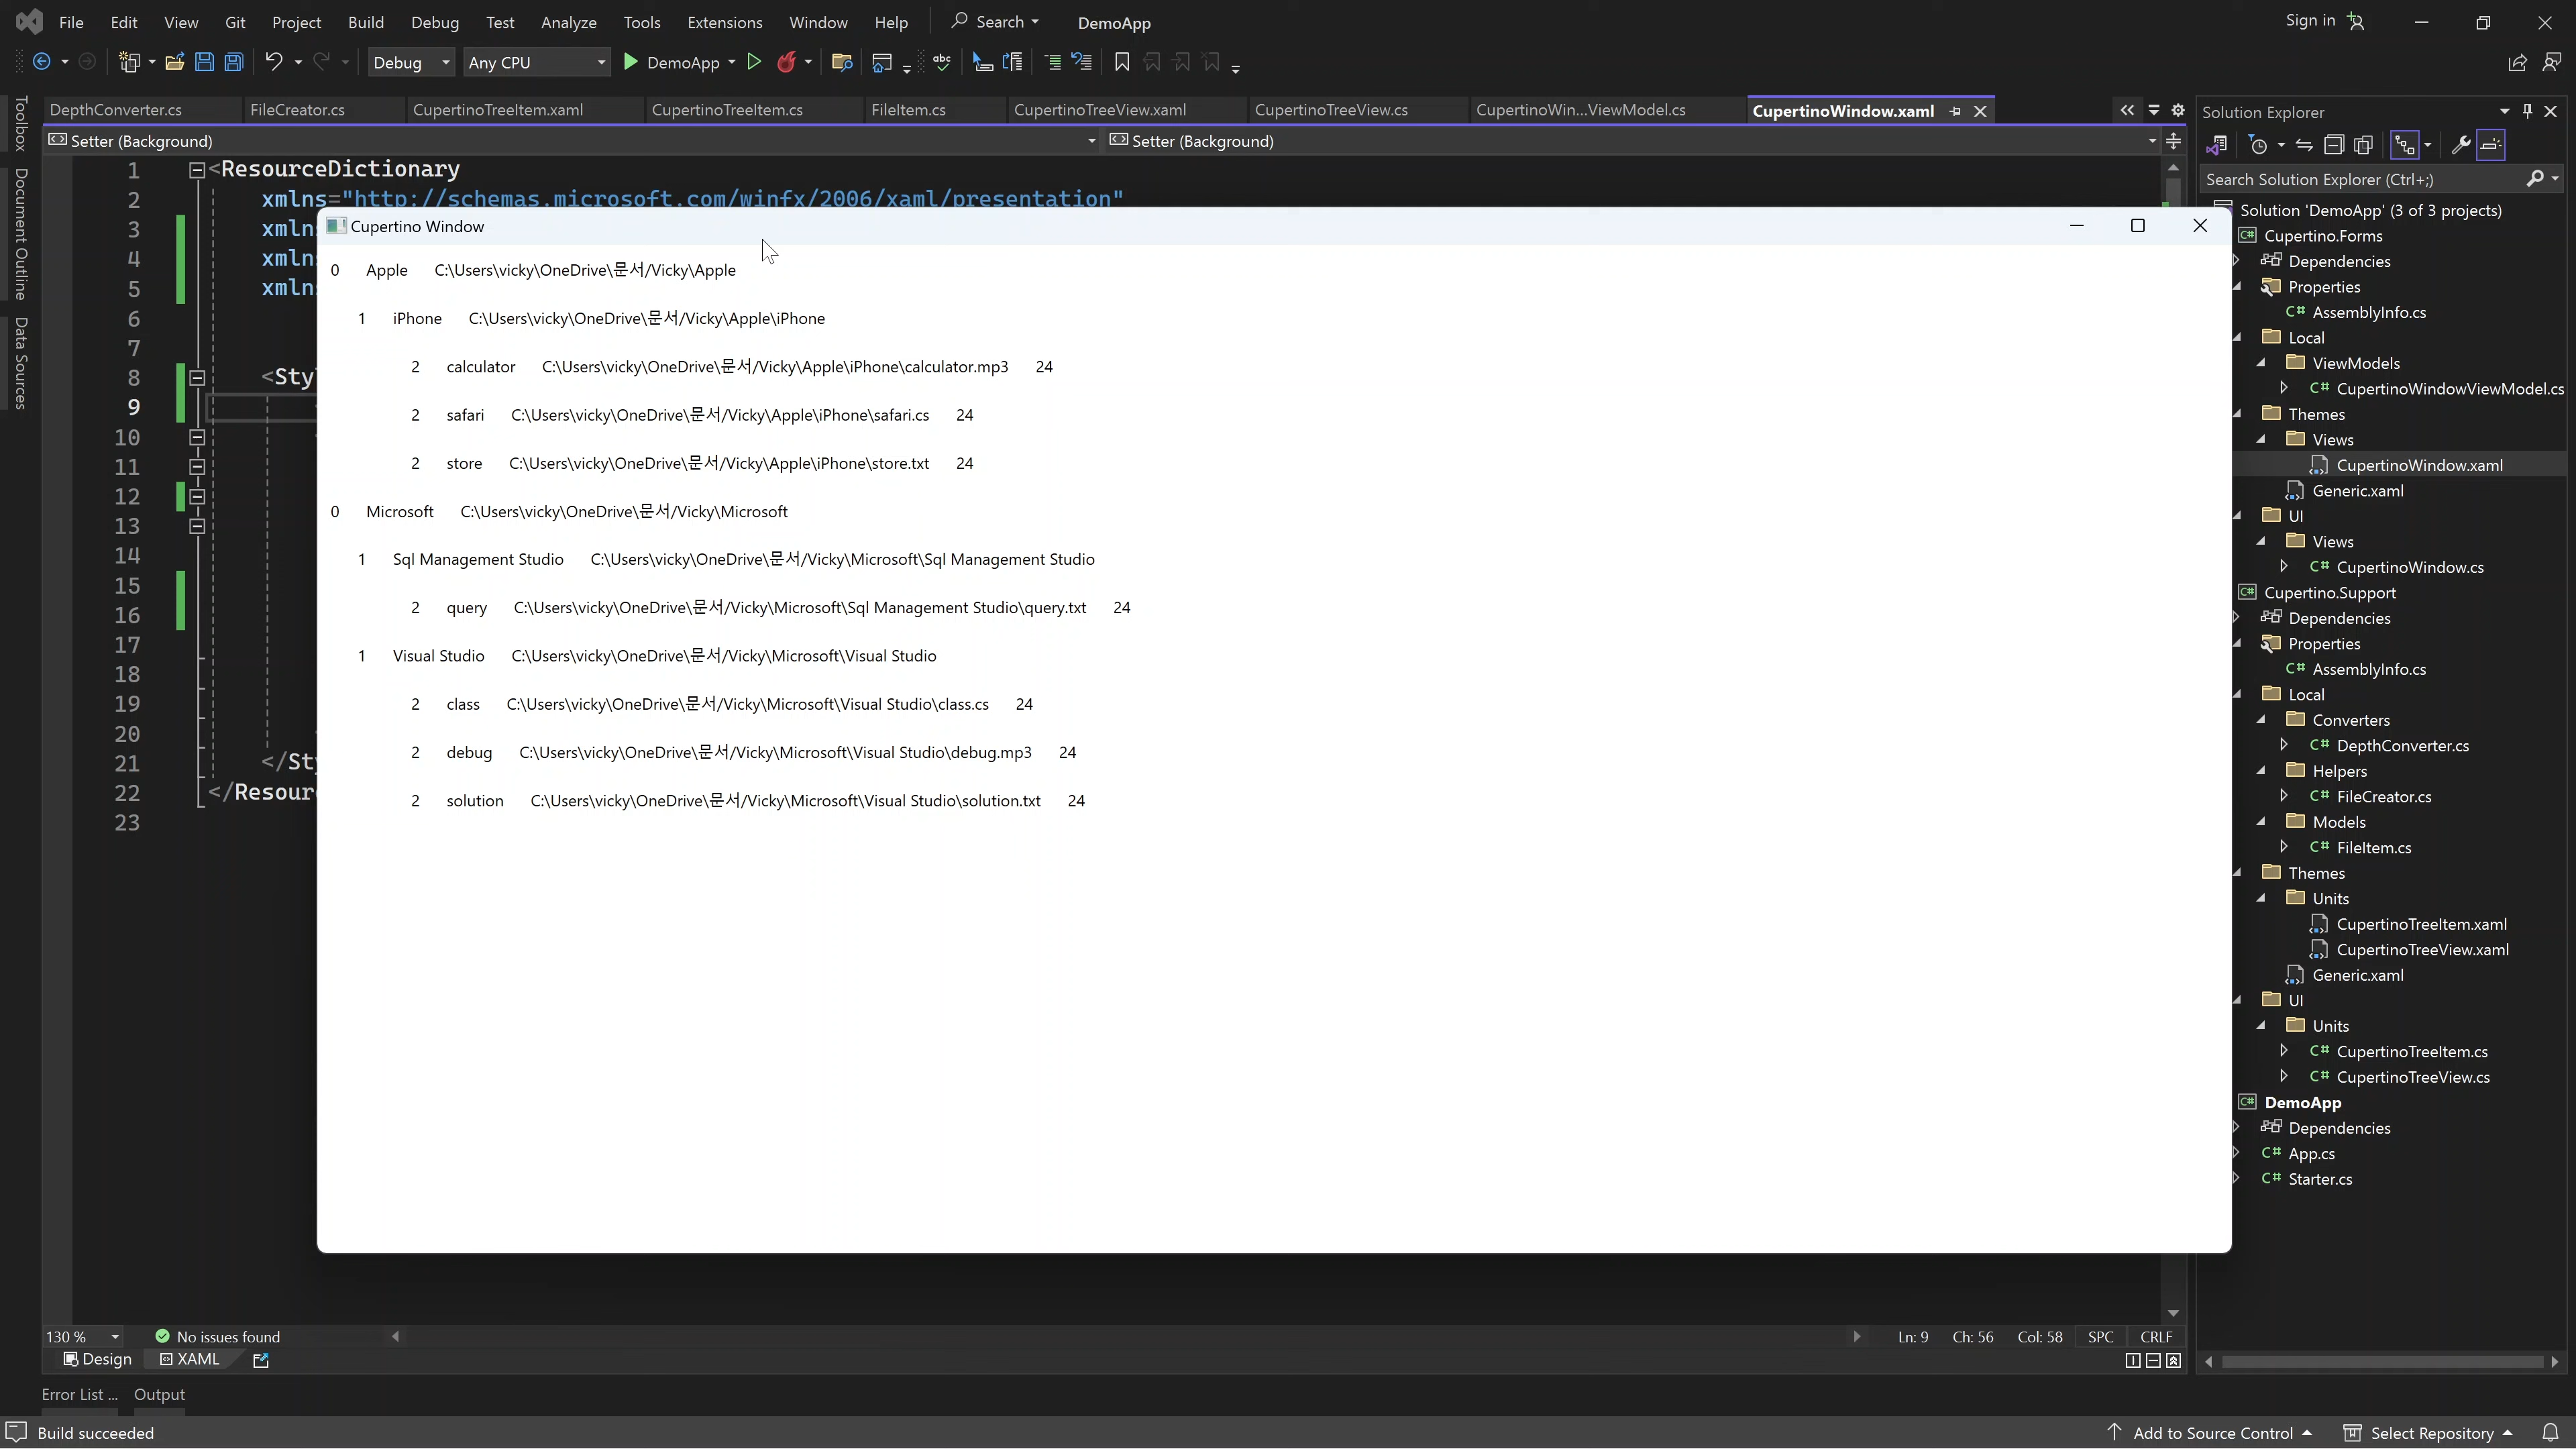 File Edit View Git Project Build Debug Test Analyze Tools Extensions Window Help Search DemoApp Sign in
Debug Any CPU DemoApp
DepthConverter.cs FileCreator.cs CupertinoTreeItem.xaml CupertinoTreeItem.cs FileItem.cs CupertinoTreeView.xaml CupertinoTreeView.cs CupertinoWin...ViewModel.cs CupertinoWindow.xaml
Setter (Background) Setter (Background)
Toolbox
Document Outline
Data Sources
1 <ResourceDictionary
2 xmlns="http://schemas.microsoft.com/winfx/2006/xaml/presentation"
3 xmln
4 xmln
5 xmln
6
7
8 <Sty
9
10
11
12
13
14
15
16
17
18
19
20
21 </St
22 </Resour
23
Cupertino Window
0 Apple C:\Users\vicky\OneDrive\문서/Vicky\Apple
1 iPhone C:\Users\vicky\OneDrive\문서/Vicky\Apple\iPhone
2 calculator C:\Users\vicky\OneDrive\문서/Vicky\Apple\iPhone\calculator.mp3 24
2 safari C:\Users\vicky\OneDrive\문서/Vicky\Apple\iPhone\safari.cs 24
2 store C:\Users\vicky\OneDrive\문서/Vicky\Apple\iPhone\store.txt 24
0 Microsoft C:\Users\vicky\OneDrive\문서/Vicky\Microsoft
1 Sql Management Studio C:\Users\vicky\OneDrive\문서/Vicky\Microsoft\Sql Management Studio
2 query C:\Users\vicky\OneDrive\문서/Vicky\Microsoft\Sql Management Studio\query.txt 24
1 Visual Studio C:\Users\vicky\OneDrive\문서/Vicky\Microsoft\Visual Studio
2 class C:\Users\vicky\OneDrive\문서/Vicky\Microsoft\Visual Studio\class.cs 24
2 debug C:\Users\vicky\OneDrive\문서/Vicky\Microsoft\Visual Studio\debug.mp3 24
2 solution C:\Users\vicky\OneDrive\문서/Vicky\Microsoft\Visual Studio\solution.txt 24
Solution Explorer
Search Solution Explorer (Ctrl+;)
Solution 'DemoApp' (3 of 3 projects)
C# Cupertino.Forms
Dependencies
Properties
C# AssemblyInfo.cs
Local
ViewModels
C# CupertinoWindowViewModel.cs
Themes
Views
CupertinoWindow.xaml
Generic.xaml
UI
Views
C# CupertinoWindow.cs
C# Cupertino.Support
Dependencies
Properties
C# AssemblyInfo.cs
Local
Converters
C# DepthConverter.cs
Helpers
C# FileCreator.cs
Models
C# FileItem.cs
Themes
Units
CupertinoTreeItem.xaml
CupertinoTreeView.xaml
Generic.xaml
UI
Units
C# CupertinoTreeItem.cs
C# CupertinoTreeView.cs
C# DemoApp
Dependencies
C# App.cs
C# Starter.cs
130 % No issues found Ln: 9 Ch: 56 Col: 58 SPC CRLF
Design XAML
Error List ... Output
Build succeeded Add to Source Control Select Repository